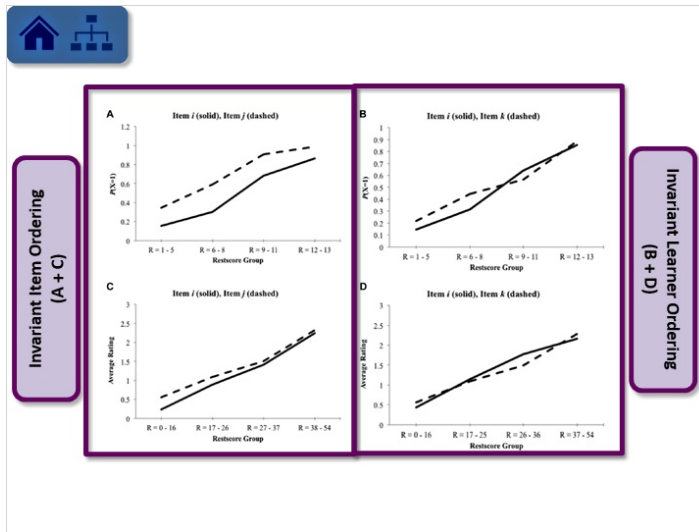 Invariant Item Ordering
(A + C)
A
Item i (solid), Item j (dashed)
P(X=1)
1.2
1
0.8
0.6
0.4
0.2
0
R = 1 - 5
R = 6 - 8
R = 9 - 11
R = 12 - 13
Restscore Group
B
Item i (solid), Item k (dashed)
P(X=1)
1
0.9
0.8
0.7
0.6
0.5
0.4
0.3
0.2
0.1
0
R = 1 - 5
R = 6 - 8
R = 9 - 11
R = 12 - 13
Restscore Group
C
Item i (solid), Item j (dashed)
Average Rating
3
2.5
2
1.5
1
0.5
0
R = 0 - 16
R = 17 - 26
R = 27 - 37
R = 38 - 54
Restscore Group
D
Item i (solid), Item k (dashed)
Average Rating
3
2.5
2
1.5
1
0.5
0
R = 0 - 16
R = 17 - 25
R = 26 - 36
R = 37 - 54
Restscore Group
Invariant Learner Ordering
(B + D)